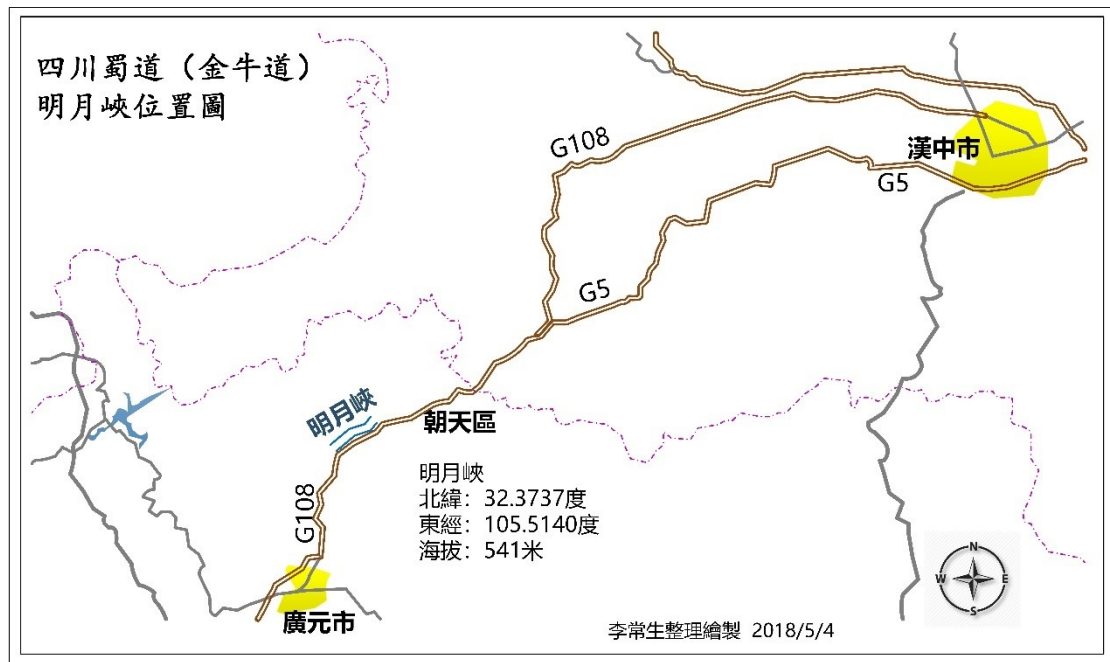 四川蜀道（金牛道）
明月峽位置圖
G108
漢中市
G5
G5
明月峽
朝天區
明月峽
北緯：32.3737度
東經：105.5140度
海拔：541米
G108
N
W
E
S
廣元市
李常生整理繪製 2018/5/4